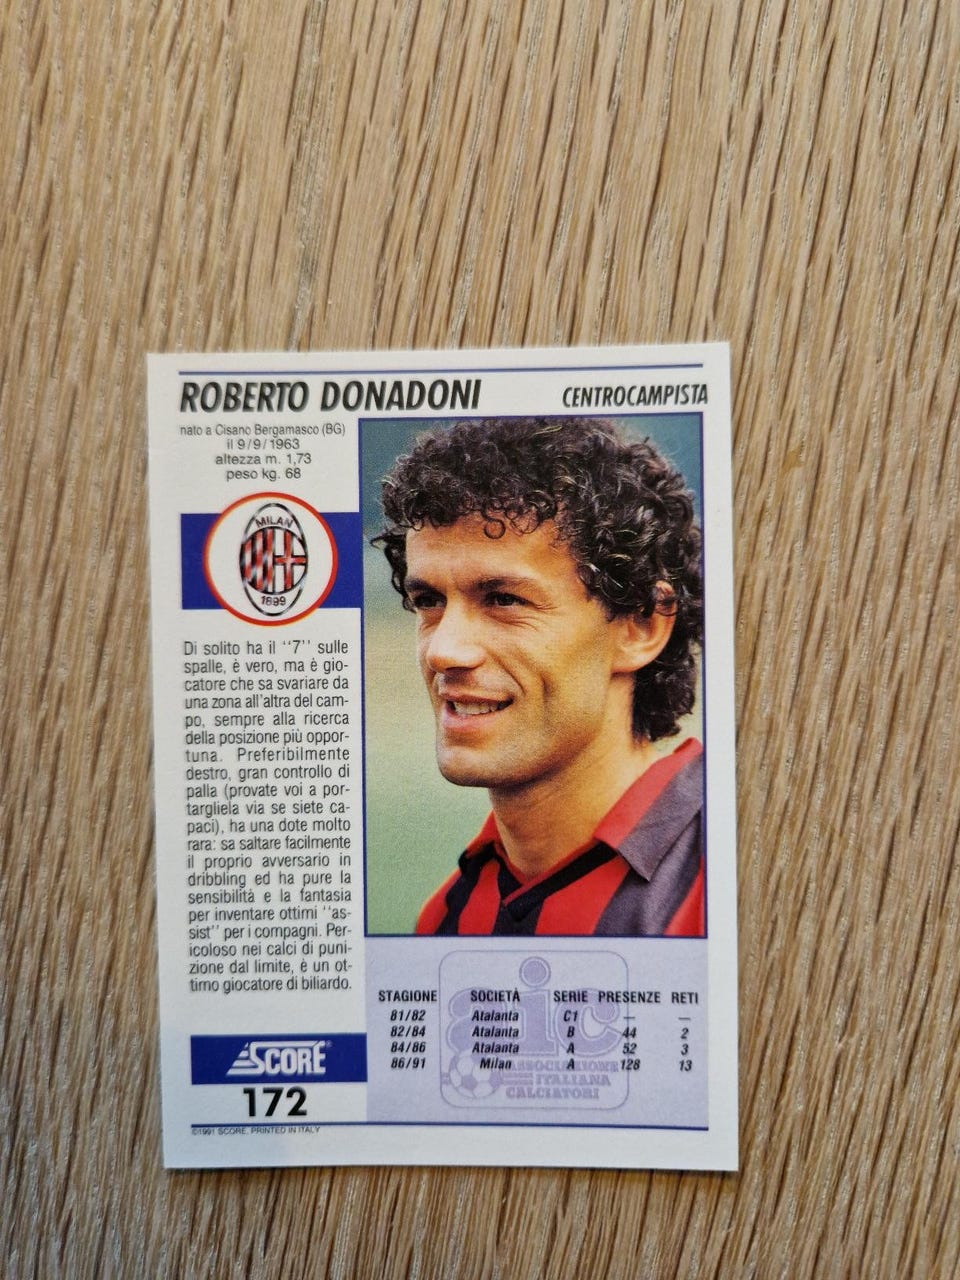 ROBERTO DONADONI CENTROCAMPISTA
nato a Cisano Bergamasco (BG)
il 9/9/1963
altezza m. 1,73
peso kg. 68
MILAN
1899
Di solito ha il ''7'' sulle
spalle, è vero, ma è gio-
catore che sa svariare da
una zona all'altra del cam-
po, sempre alla ricerca
della posizione più oppor-
tuna. Preferibilmente
destro, gran controllo di
palla (provate voi a por-
targliela via se siete ca-
paci), ha una dote molto
rara: sa saltare facilmente
il proprio avversario in
dribbling ed ha pure la
sensibilità e la fantasia
per inventare ottimi ''as-
sist'' per i compagni. Per-
icoloso nei calci di puni-
zione dal limite, è un ot-
timo giocatore di biliardo.
SCORE®
172
©1991 SCORE, PRINTED IN ITALY
STAGIONE SOCIETÀ SERIE PRESENZE RETI
81/82 Atalanta C1 — —
82/84 Atalanta B 44 2
84/86 Atalanta A 52 3
86/91 Milan A 128 13
aic
ASSOCIAZIONE
ITALIANA
CALCIATORI